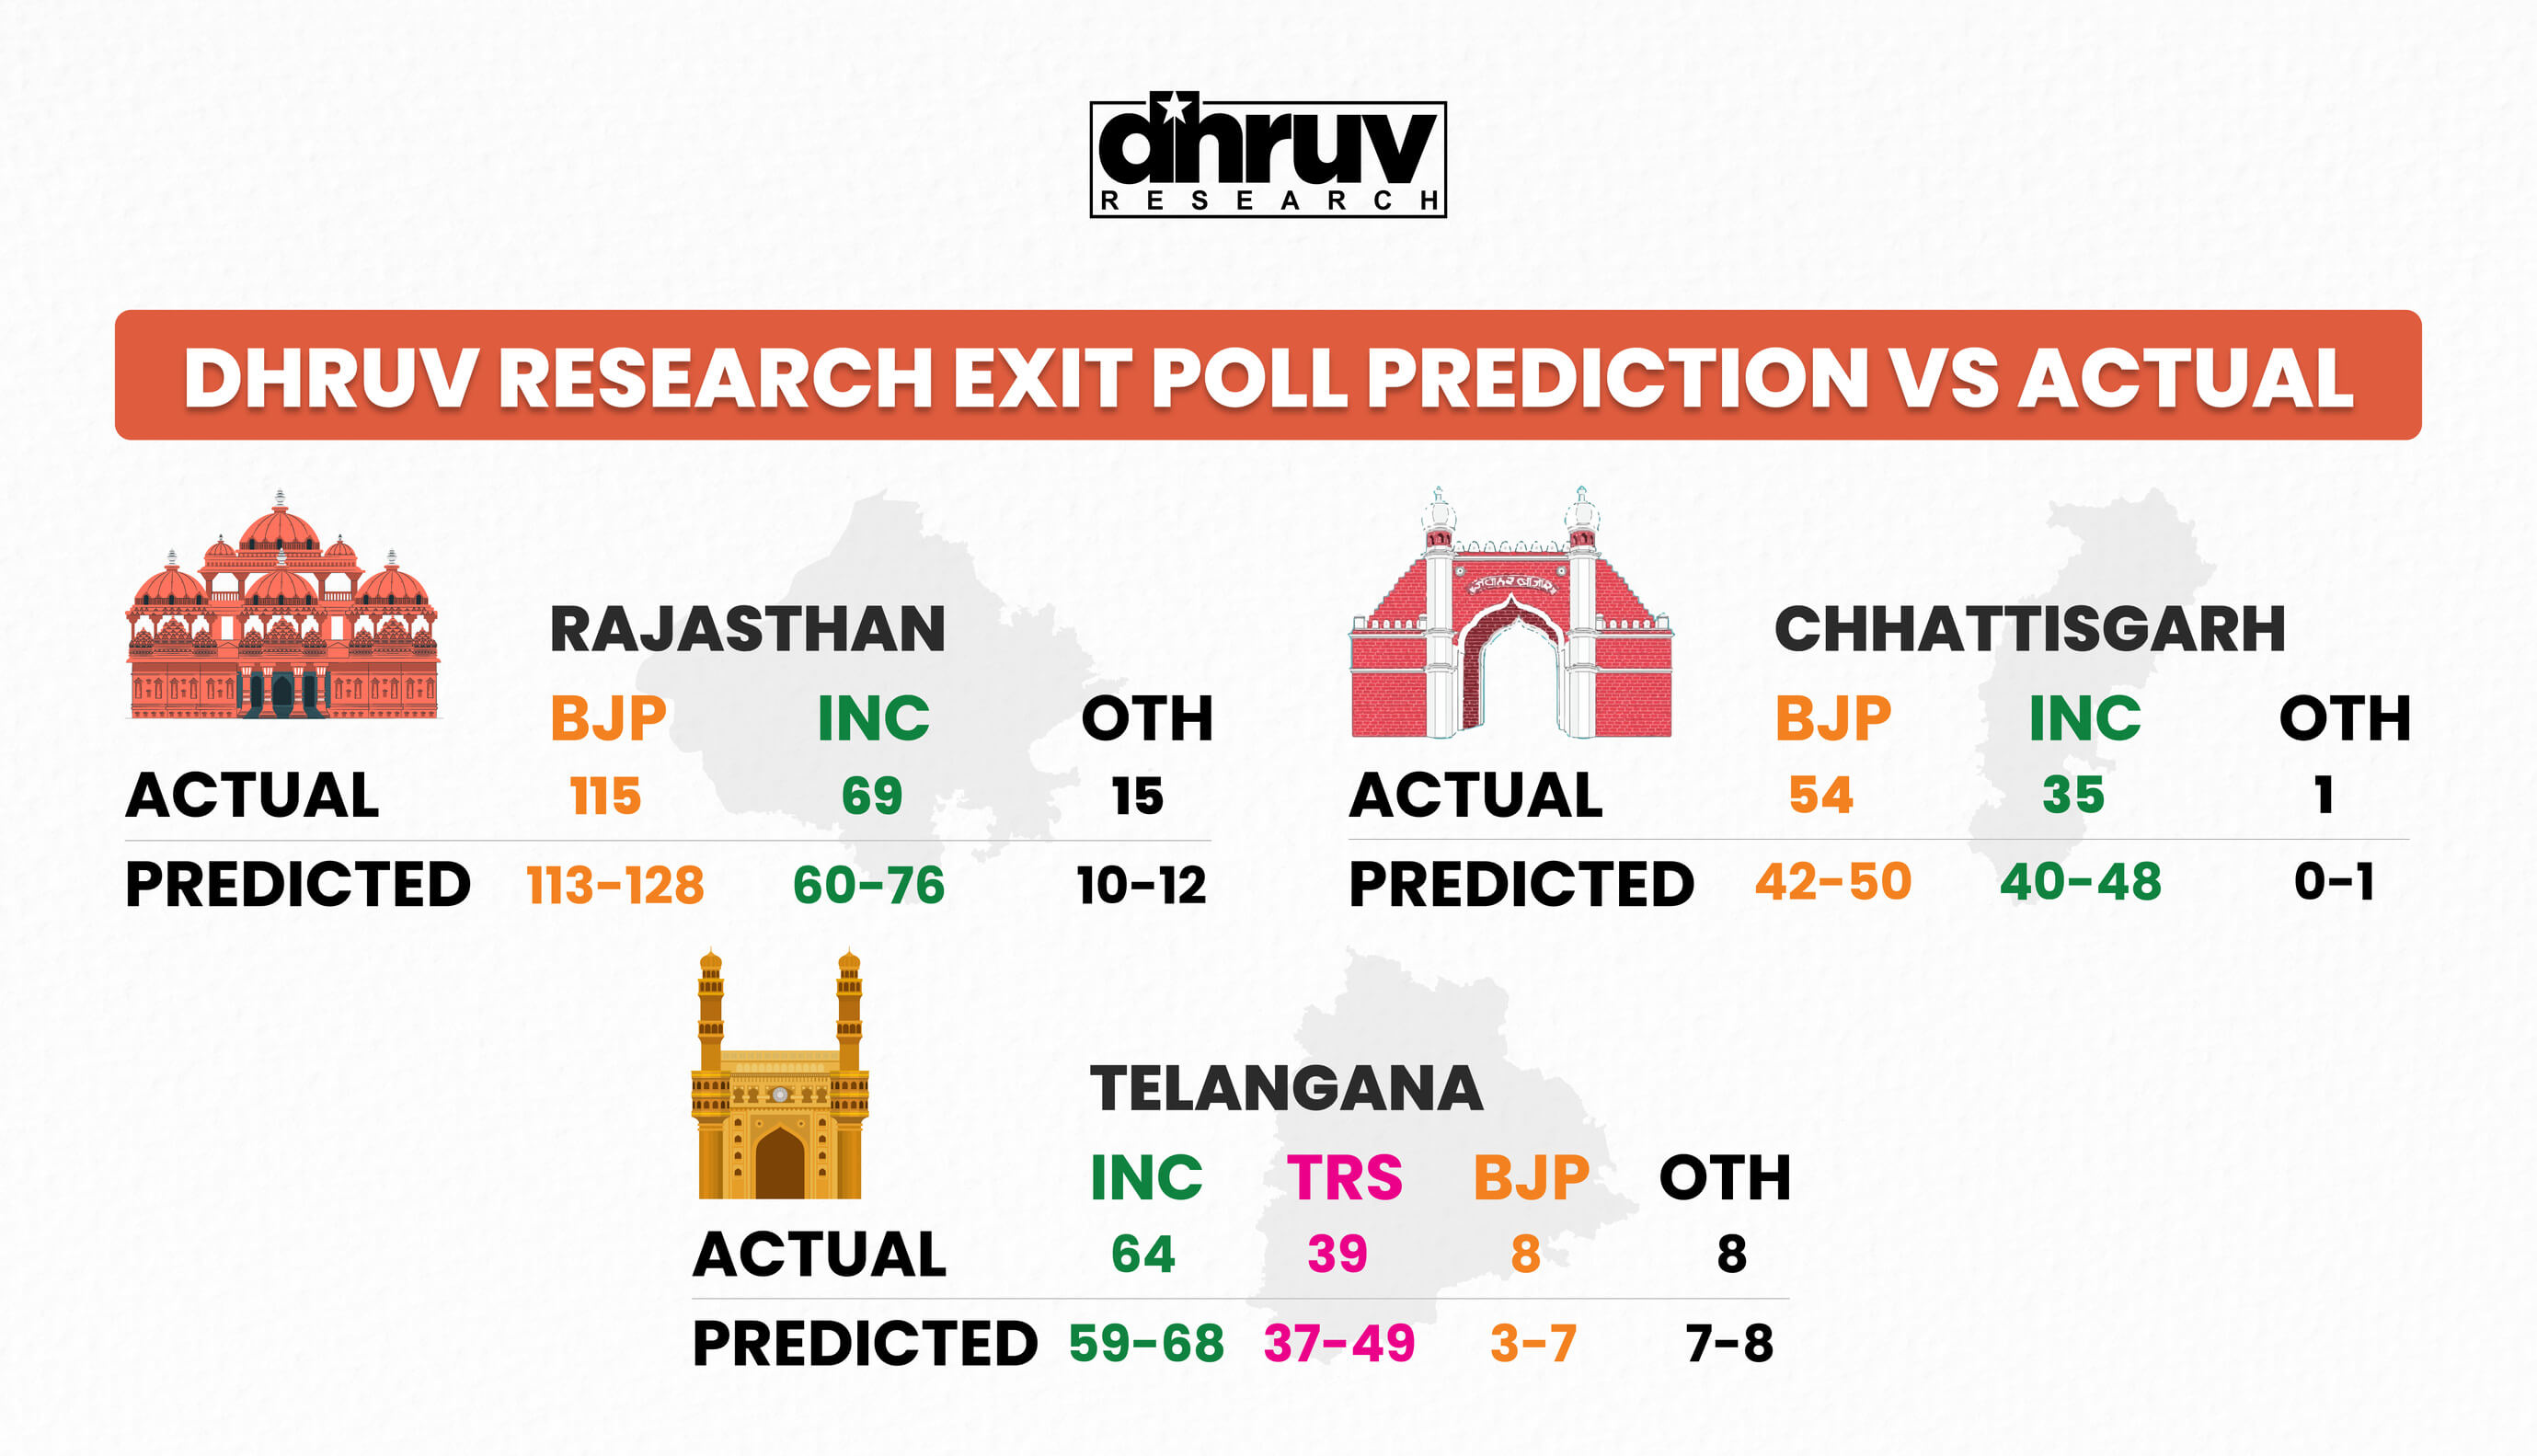 dhruv
RESEARCH
DHRUV RESEARCH EXIT POLL PREDICTION VS ACTUAL
RAJASTHAN
BJP INC OTH
ACTUAL 115 69 15
PREDICTED 113-128 60-76 10-12
जवाहर बाज़ार
CHHATTISGARH
BJP INC OTH
ACTUAL 54 35 1
PREDICTED 42-50 40-48 0-1
TELANGANA
INC TRS BJP OTH
ACTUAL 64 39 8 8
PREDICTED 59-68 37-49 3-7 7-8